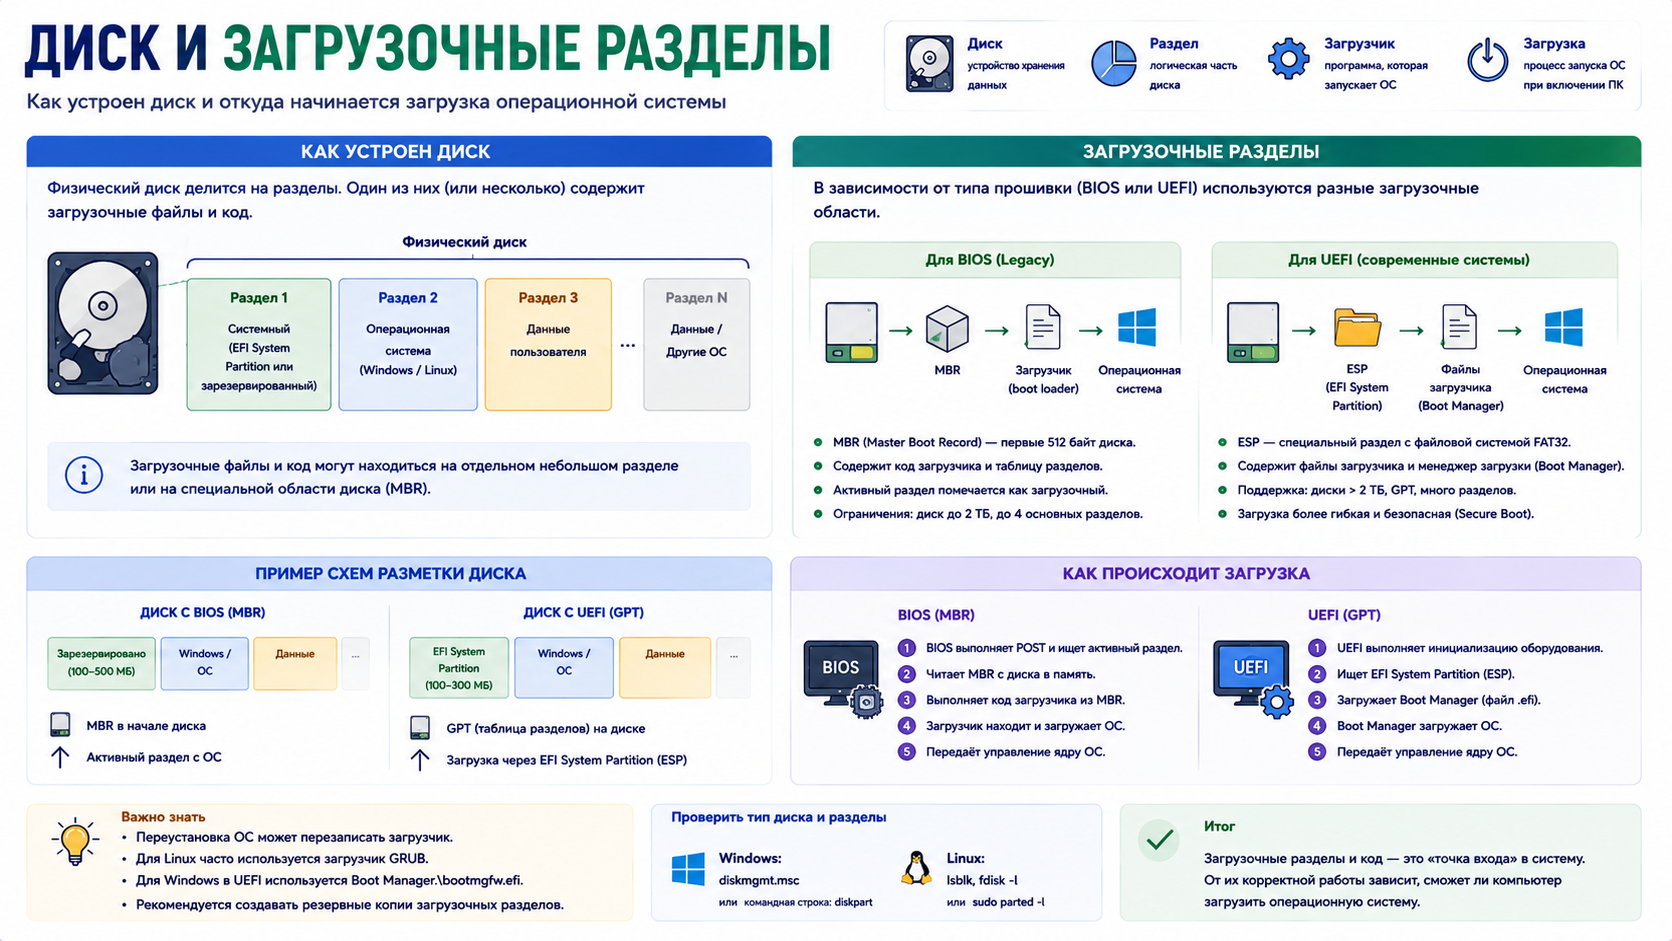 ДИСК И ЗАГРУЗОЧНЫЕ РАЗДЕЛЫ
Как устроен диск и откуда начинается загрузка операционной системы
Диск
устройство хранения
данных
Раздел
логическая часть
диска
Загрузчик
программа, которая
запускает ОС
Загрузка
процесс запуска ОС
при включении ПК
КАК УСТРОЕН ДИСК
Физический диск делится на разделы. Один из них (или несколько) содержит
загрузочные файлы и код.
Физический диск
Раздел 1
Системный
(EFI System
Partition или
зарезервированный)
Раздел 2
Операционная
система
(Windows / Linux)
Раздел 3
Данные
пользователя
...
Раздел N
Данные /
Другие ОС
Загрузочные файлы и код могут находиться на отдельном небольшом разделе
или на специальной области диска (MBR).
ЗАГРУЗОЧНЫЕ РАЗДЕЛЫ
В зависимости от типа прошивки (BIOS или UEFI) используются разные загрузочные
области.
Для BIOS (Legacy)
MBR
Загрузчик
(boot loader)
Операционная
система
• MBR (Master Boot Record) — первые 512 байт диска.
• Содержит код загрузчика и таблицу разделов.
• Активный раздел помечается как загрузочный.
• Ограничения: диск до 2 ТБ, до 4 основных разделов.
Для UEFI (современные системы)
ESP
(EFI System
Partition)
Файлы
загрузчика
(Boot Manager)
Операционная
система
• ESP — специальный раздел с файловой системой FAT32.
• Содержит файлы загрузчика и менеджер загрузки (Boot Manager).
• Поддержка: диски > 2 ТБ, GPT, много разделов.
• Загрузка более гибкая и безопасная (Secure Boot).
ПРИМЕР СХЕМ РАЗМЕТКИ ДИСКА
ДИСК С BIOS (MBR)
Зарезервировано
(100–500 МБ)
Windows /
ОС
Данные
...
MBR в начале диска
Активный раздел с ОС
ДИСК С UEFI (GPT)
EFI System
Partition
(100–300 МБ)
Windows /
ОС
Данные
...
GPT (таблица разделов) на диске
Загрузка через EFI System Partition (ESP)
КАК ПРОИСХОДИТ ЗАГРУЗКА
BIOS (MBR)
BIOS
1 BIOS выполняет POST и ищет активный раздел.
2 Читает MBR с диска в память.
3 Выполняет код загрузчика из MBR.
4 Загрузчик находит и загружает ОС.
5 Передаёт управление ядру ОС.
UEFI (GPT)
UEFI
1 UEFI выполняет инициализацию оборудования.
2 Ищет EFI System Partition (ESP).
3 Загружает Boot Manager (файл .efi).
4 Boot Manager загружает ОС.
5 Передаёт управление ядру ОС.
Важно знать
• Переустановка ОС может перезаписать загрузчик.
• Для Linux часто используется загрузчик GRUB.
• Для Windows в UEFI используется Boot Manager.\bootmgfw.efi.
• Рекомендуется создавать резервные копии загрузочных разделов.
Проверить тип диска и разделы
Windows:
diskmgmt.msc
или командная строка: diskpart
Linux:
lsblk, fdisk -l
или sudo parted -l
Итог
Загрузочные разделы и код — это «точка входа» в систему.
От их корректной работы зависит, сможет ли компьютер
загрузить операционную систему.